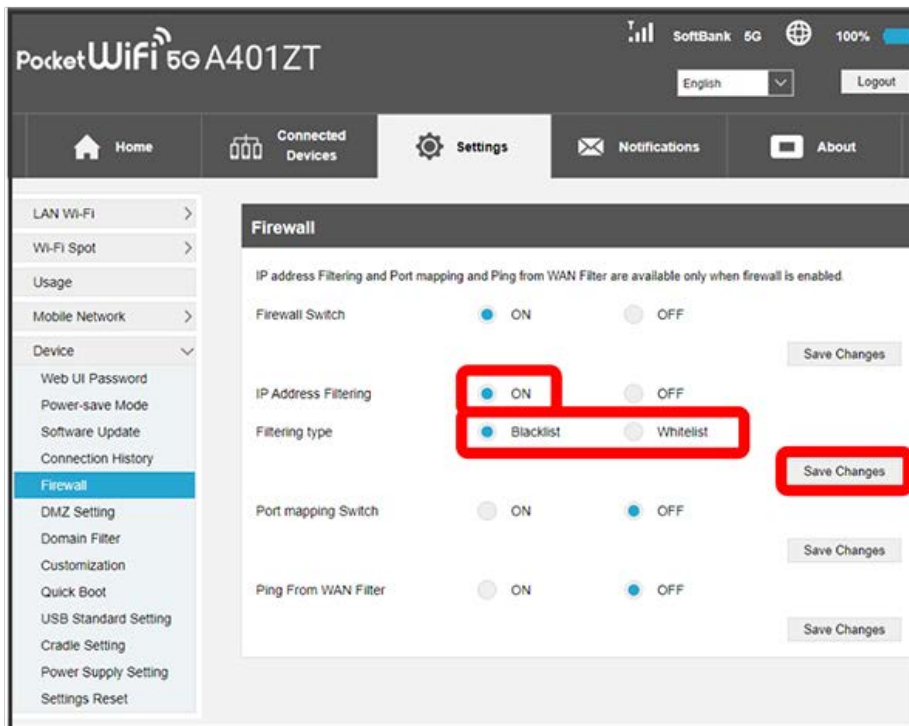 SoftBank 5G 100%
Pocket WiFi 5G A401ZT
English Logout
Home Connected Devices Settings Notifications About
LAN Wi-Fi
Wi-Fi Spot
Usage
Mobile Network
Device
Web UI Password
Power-save Mode
Software Update
Connection History
Firewall
DMZ Setting
Domain Filter
Customization
Quick Boot
USB Standard Setting
Cradle Setting
Power Supply Setting
Settings Reset
Firewall
IP address Filtering and Port mapping and Ping from WAN Filter are available only when firewall is enabled.
Firewall Switch ON OFF
Save Changes
IP Address Filtering ON OFF
Filtering type Blacklist Whitelist
Save Changes
Port mapping Switch ON OFF
Save Changes
Ping From WAN Filter ON OFF
Save Changes